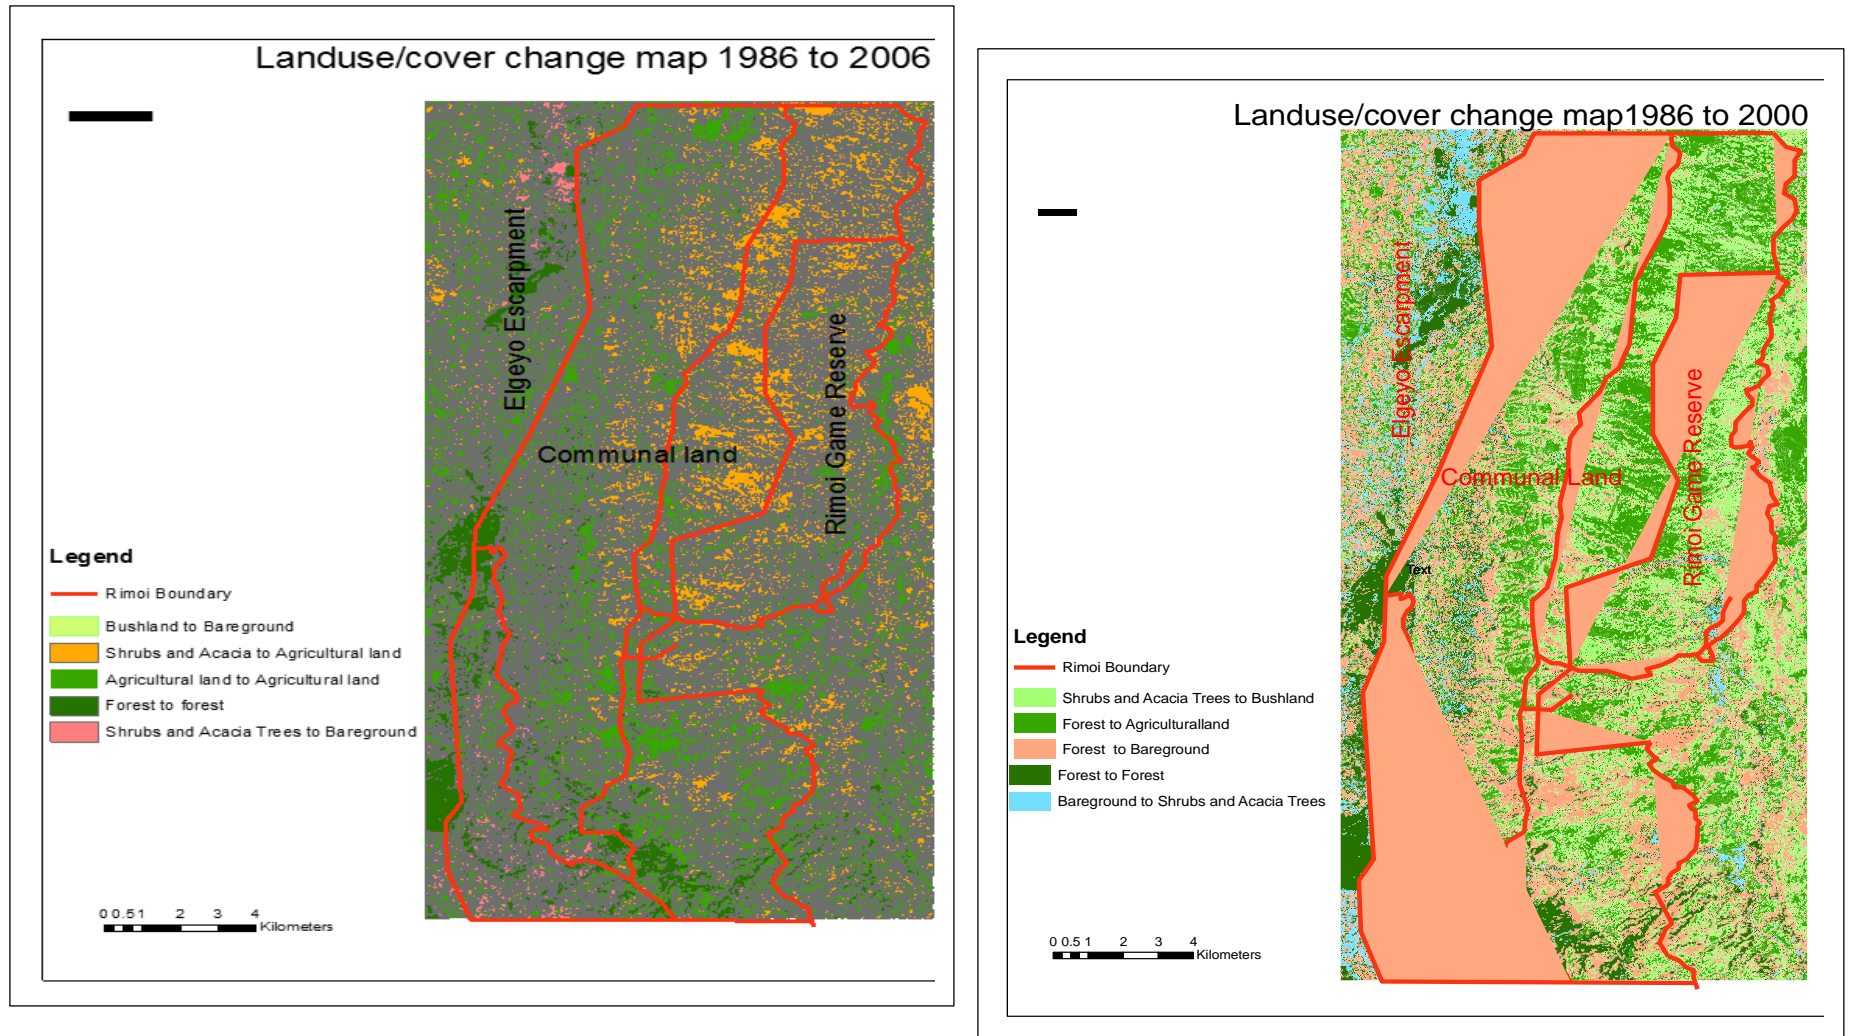 Landuse/cover change map 1986 to 2006
Elgeyo Escarpment
Communal land
Rimoi Game Reserve
Legend
Rimoi Boundary
Bushland to Bareground
Shrubs and Acacia to Agricultural land
Agricultural land to Agricultural land
Forest to forest
Shrubs and Acacia Trees to Bareground
0 0.5 1 2 3 4
Kilometers
Landuse/cover change map1986 to 2000
Elgeyo Escarpment
Communal Land
Rimoi Game Reserve
Text
Legend
Rimoi Boundary
Shrubs and Acacia Trees to Bushland
Forest to Agriculturalland
Forest to Bareground
Forest to Forest
Bareground to Shrubs and Acacia Trees
0 0.5 1 2 3 4
Kilometers